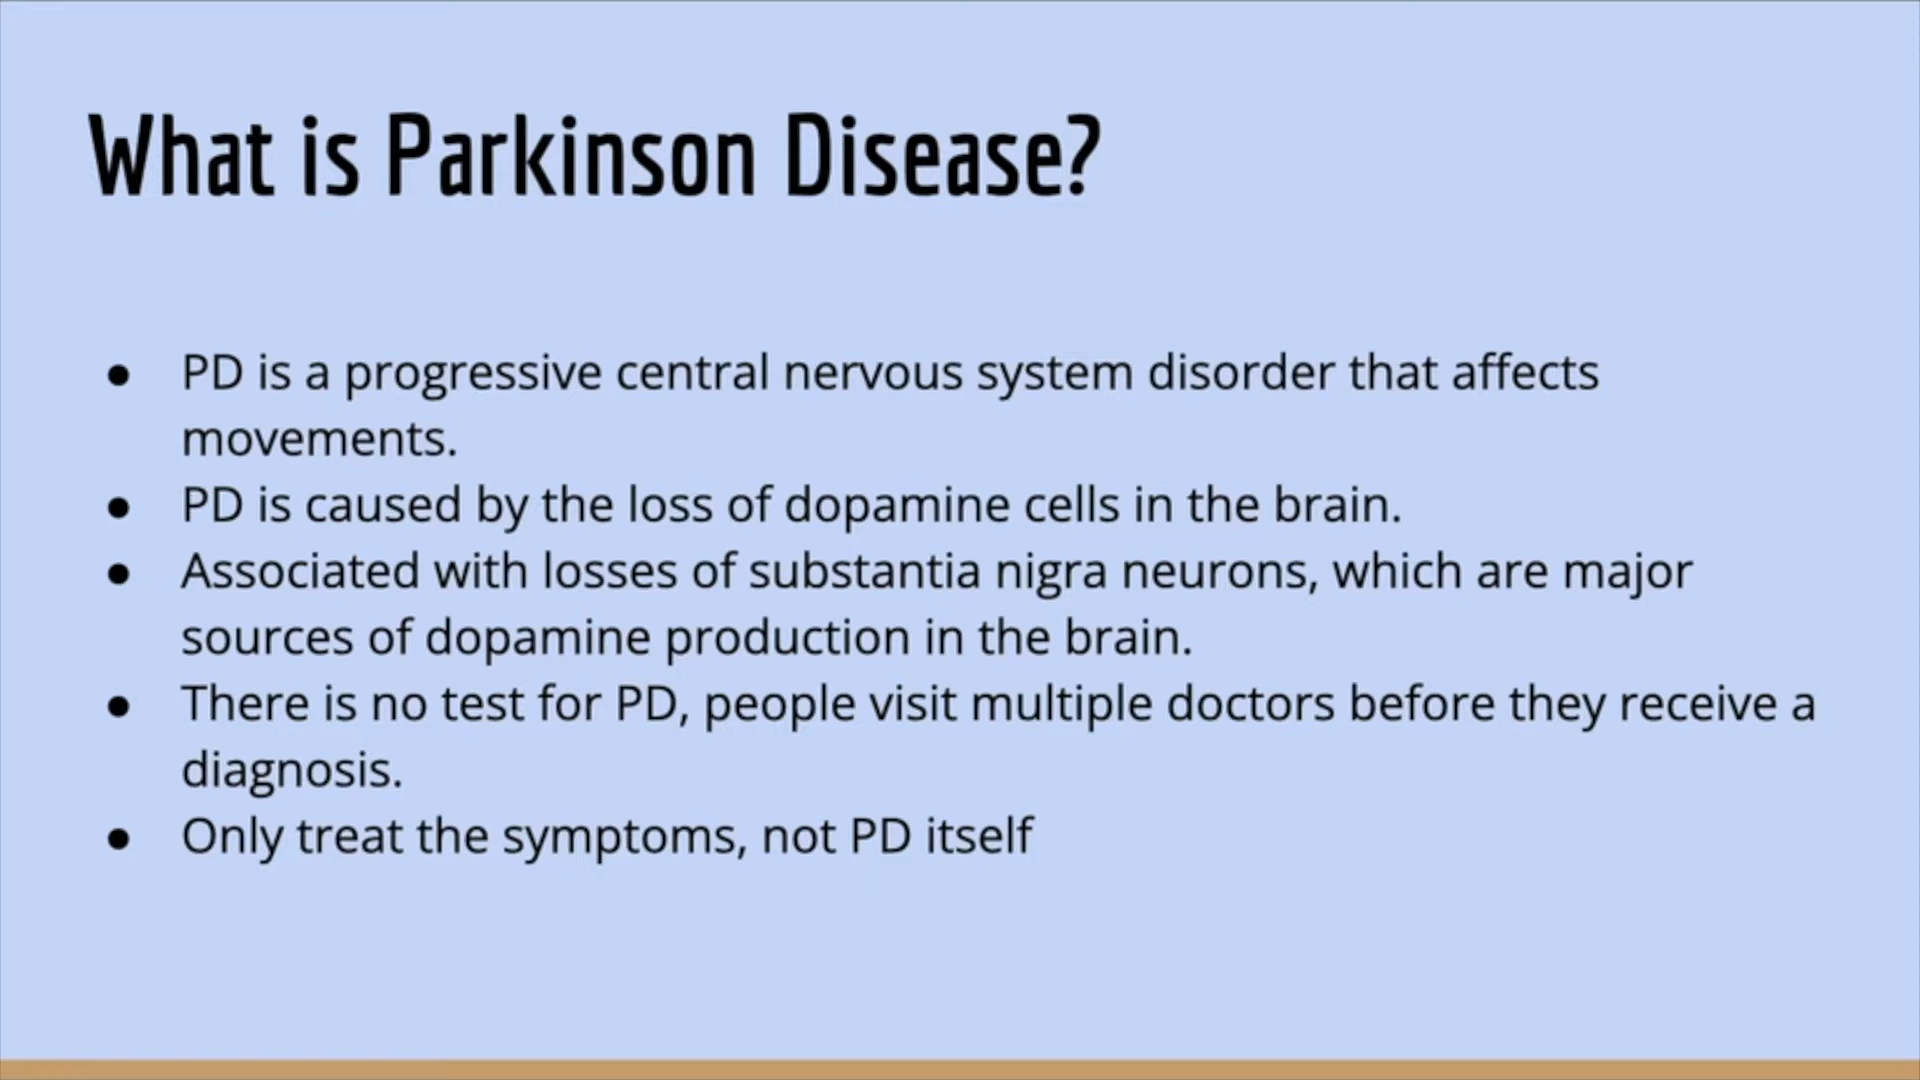 What is Parkinson Disease?
● PD is a progressive central nervous system disorder that affects
movements.
● PD is caused by the loss of dopamine cells in the brain.
● Associated with losses of substantia nigra neurons, which are major
sources of dopamine production in the brain.
● There is no test for PD, people visit multiple doctors before they receive a
diagnosis.
● Only treat the symptoms, not PD itself